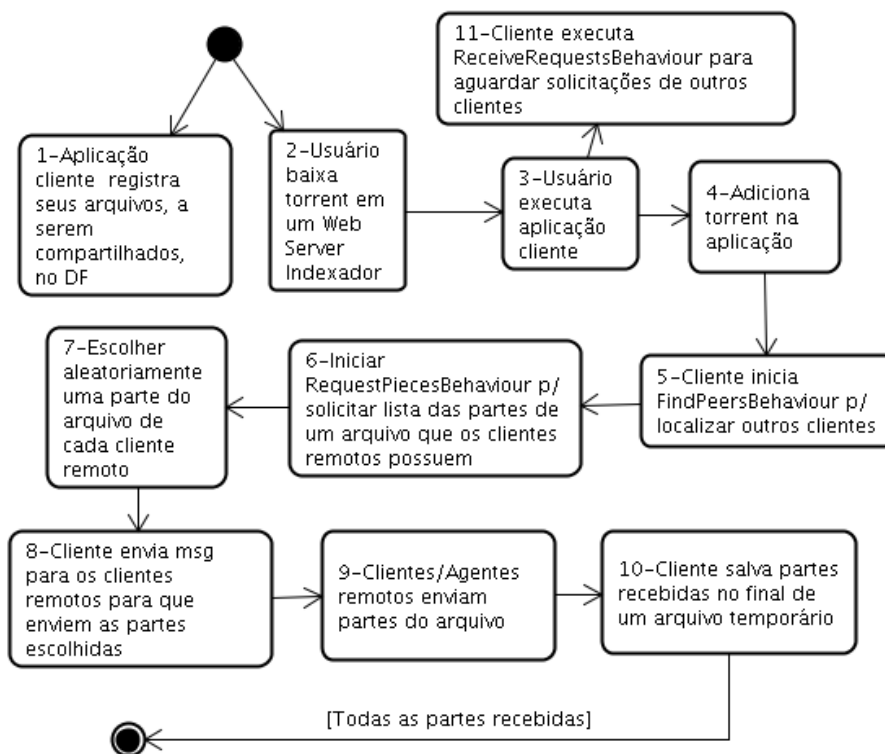 11-Cliente executa
ReceiveRequestsBehaviour para
aguardar solicitações de outros
clientes
1-Aplicação
cliente registra
seus arquivos, a
serem
compartilhados,
no DF
2-Usuário
baixa
torrent em
um Web
Server
Indexador
3-Usuário
executa
aplicação
cliente
4-Adiciona
torrent na
aplicação
5-Cliente inicia
FindPeersBehaviour p/
localizar outros clientes
6-Iniciar
RequestPiecesBehaviour p/
solicitar lista das partes de
um arquivo que os clientes
remotos possuem
7-Escolher
aleatoriamente
uma parte do
arquivo de
cada cliente
remoto
8-Cliente envia msg
para os clientes
remotos para que
enviem as partes
escolhidas
9-Clientes/Agentes
remotos enviam
partes do arquivo
10-Cliente salva partes
recebidas no final de
um arquivo temporário
[Todas as partes recebidas]